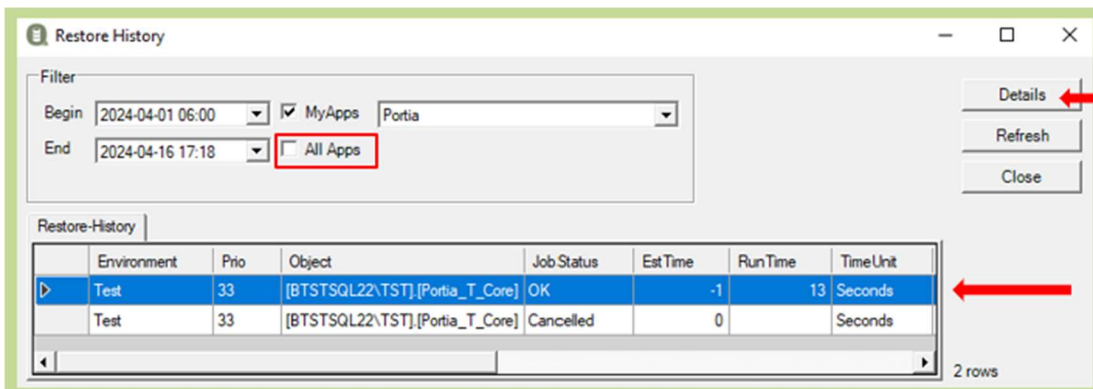 Restore History
Filter
Begin 2024-04-01 06:00 MyApps Portia
End 2024-04-16 17:18 All Apps
Details
Refresh
Close
Restore-History
Environment Prio Object Job Status EstTime RunTime TimeUnit
Test 33 [BTSTSQL22\TST].[Portia_T_Core] OK -1 13 Seconds
Test 33 [BTSTSQL22\TST].[Portia_T_Core] Cancelled 0 Seconds
2 rows